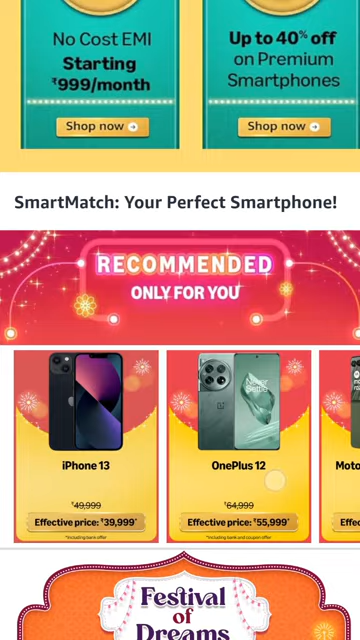 No Cost EMI
Starting
₹999/month
Shop now
Up to 40% off
on Premium
Smartphones
Shop now
SmartMatch: Your Perfect Smartphone!
RECOMMENDED
ONLY FOR YOU
iPhone 13
₹49,999
Effective price: ₹39,999*
*Including bank offer
OnePlus 12
₹64,999
Effective price: ₹55,999*
*Including bank and coupon offer
Moto
Effe
Festival
of
Dreams